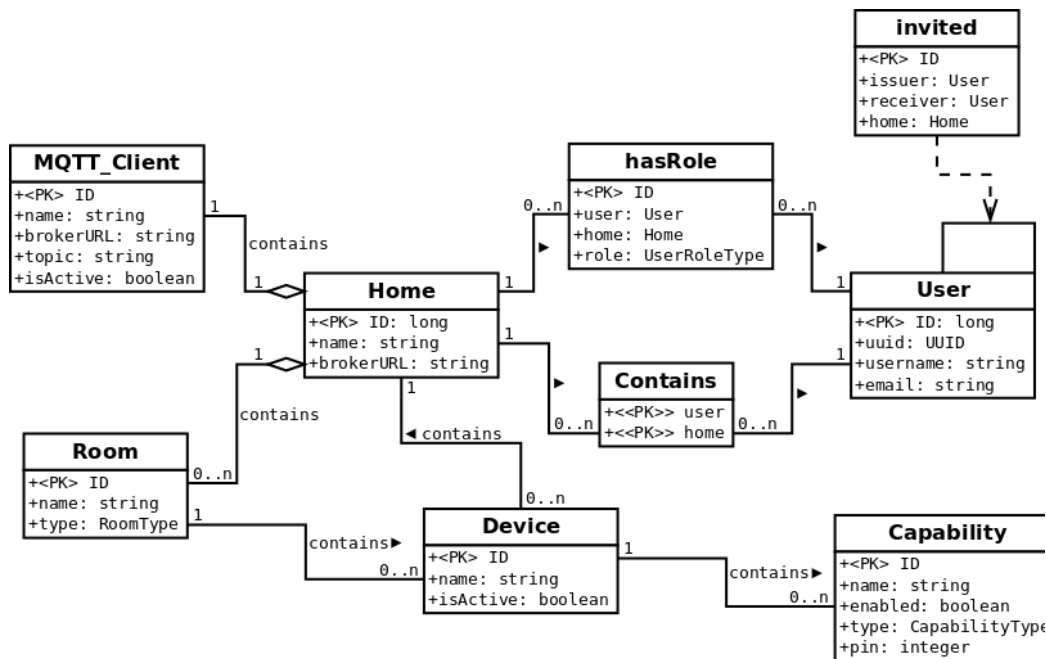 invited
+<PK> ID
+issuer: User
+receiver: User
+home: Home
MQTT_Client
+<PK> ID
+name: string
+brokerURL: string
+topic: string
+isActive: boolean
hasRole
+<PK> ID
+user: User
+home: Home
+role: UserRoleType
1
contains
1
0..n
0..n
1
1
Home
+<PK> ID: long
+name: string
+brokerURL: string
User
+<PK> ID: long
+uuid: UUID
+username: string
+email: string
1
1
1
1
contains
contains
Contains
+<<PK>> user
+<<PK>> home
0..n
0..n
Room
+<PK> ID
+name: string
+type: RoomType
0..n
1
contains
0..n
0..n
Device
+<PK> ID
+name: string
+isActive: boolean
1
contains
0..n
Capability
+<PK> ID
+name: string
+enabled: boolean
+type: CapabilityType
+pin: integer